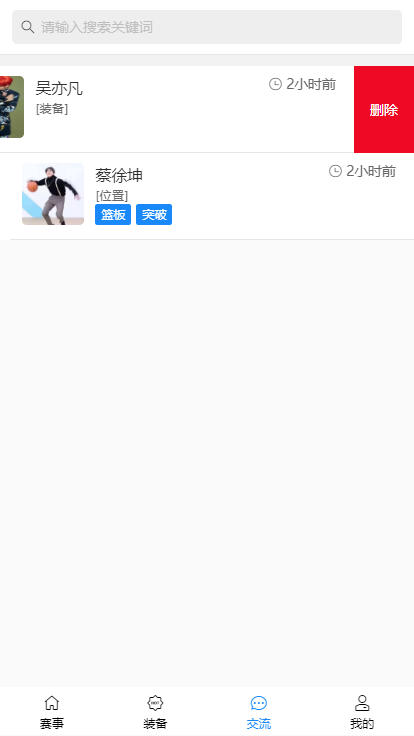 请输入搜索关键词
吴亦凡
2小时前
[装备]
删除
蔡徐坤
2小时前
[位置]
篮板 突破
赛事 装备 交流 我的